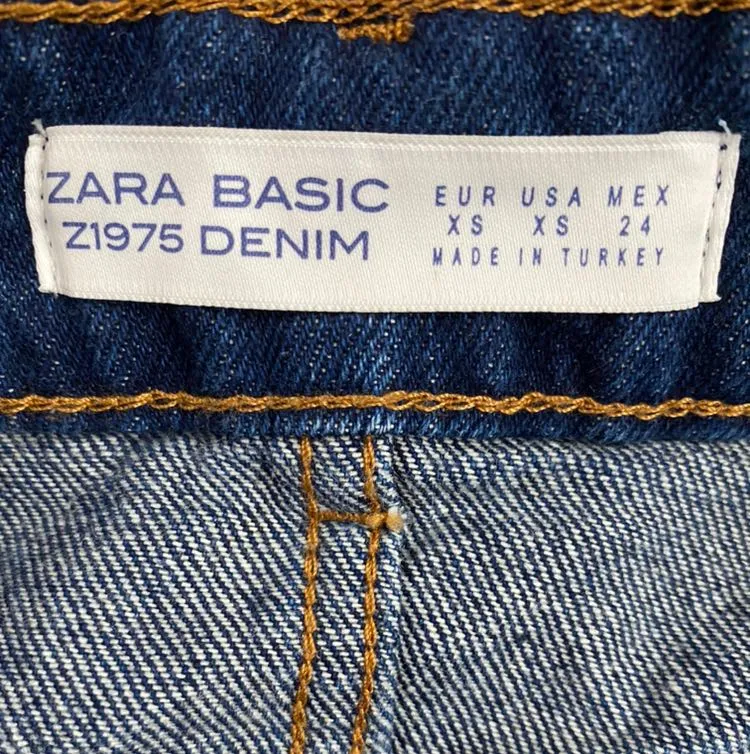 ZARA BASIC
Z1975 DENIM
EUR USA MEX
XS XS 24
MADE IN TURKEY